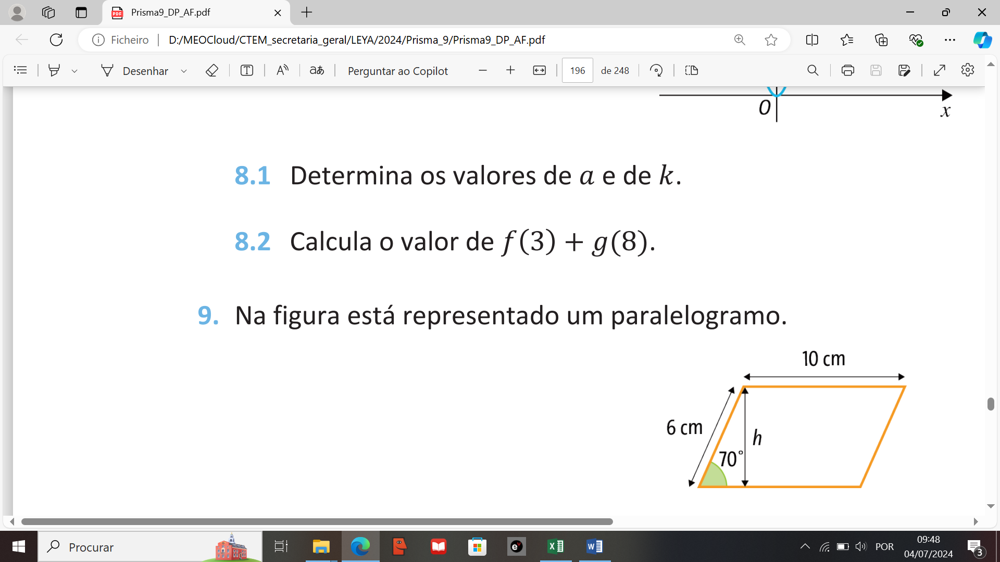 Prisma9_DP_AF.pdf
Ficheiro D:/MEOCloud/CTEM_secretaria_geral/LEYA/2024/Prisma_9/Prisma9_DP_AF.pdf
Desenhar Perguntar ao Copilot 196 de 248
O
x
8.1 Determina os valores de a e de k.
8.2 Calcula o valor de f(3) + g(8).
9. Na figura está representado um paralelogramo.
10 cm
6 cm
h
70°
Procurar
POR
09:48
04/07/2024
3